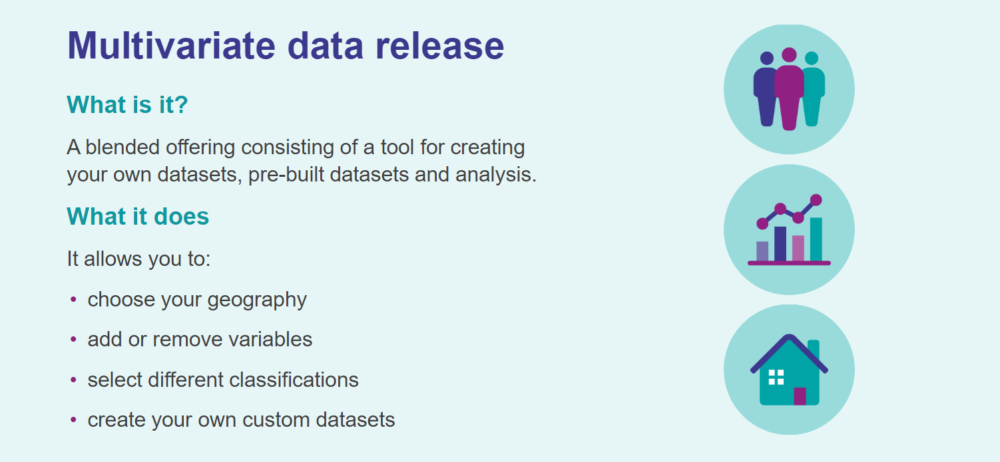 Multivariate data release
What is it?
A blended offering consisting of a tool for creating
your own datasets, pre-built datasets and analysis.
What it does
It allows you to:
• choose your geography
• add or remove variables
• select different classifications
• create your own custom datasets